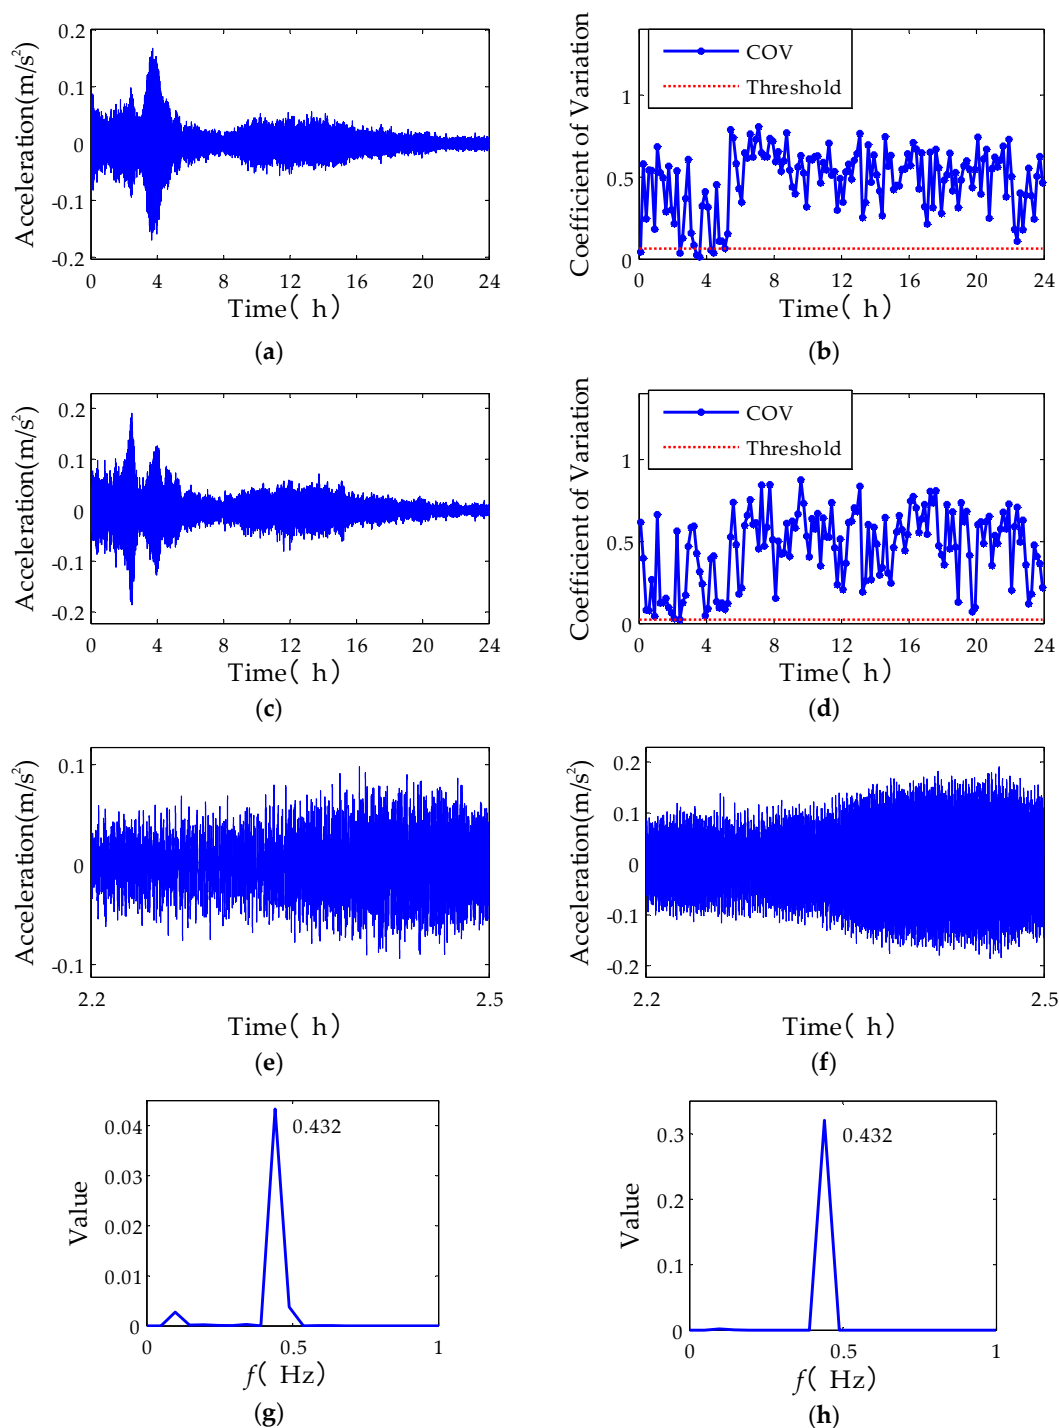 Acceleration(m/s²)
0.2
0.1
0
-0.1
-0.2
0 4 8 12 16 20 24
Time( h)
(a)
Coefficient of Variation
1
0.5
0
COV
Threshold
0 4 8 12 16 20 24
Time( h)
(b)
Acceleration(m/s²)
0.2
0.1
0
-0.1
-0.2
0 4 8 12 16 20 24
Time( h)
(c)
Coefficient of Variation
1
0.5
0
COV
Threshold
0 4 8 12 16 20 24
Time( h)
(d)
Acceleration(m/s²)
0.1
0
-0.1
2.2 2.5
Time( h)
(e)
Acceleration(m/s²)
0.2
0.1
0
-0.1
-0.2
2.2 2.5
Time( h)
(f)
Value
0.04
0.03
0.02
0.01
0
0.432
0 0.5 1
f( Hz)
(g)
Value
0.3
0.3
0.1
0
0.432
0 0.5 1
f( Hz)
(h)